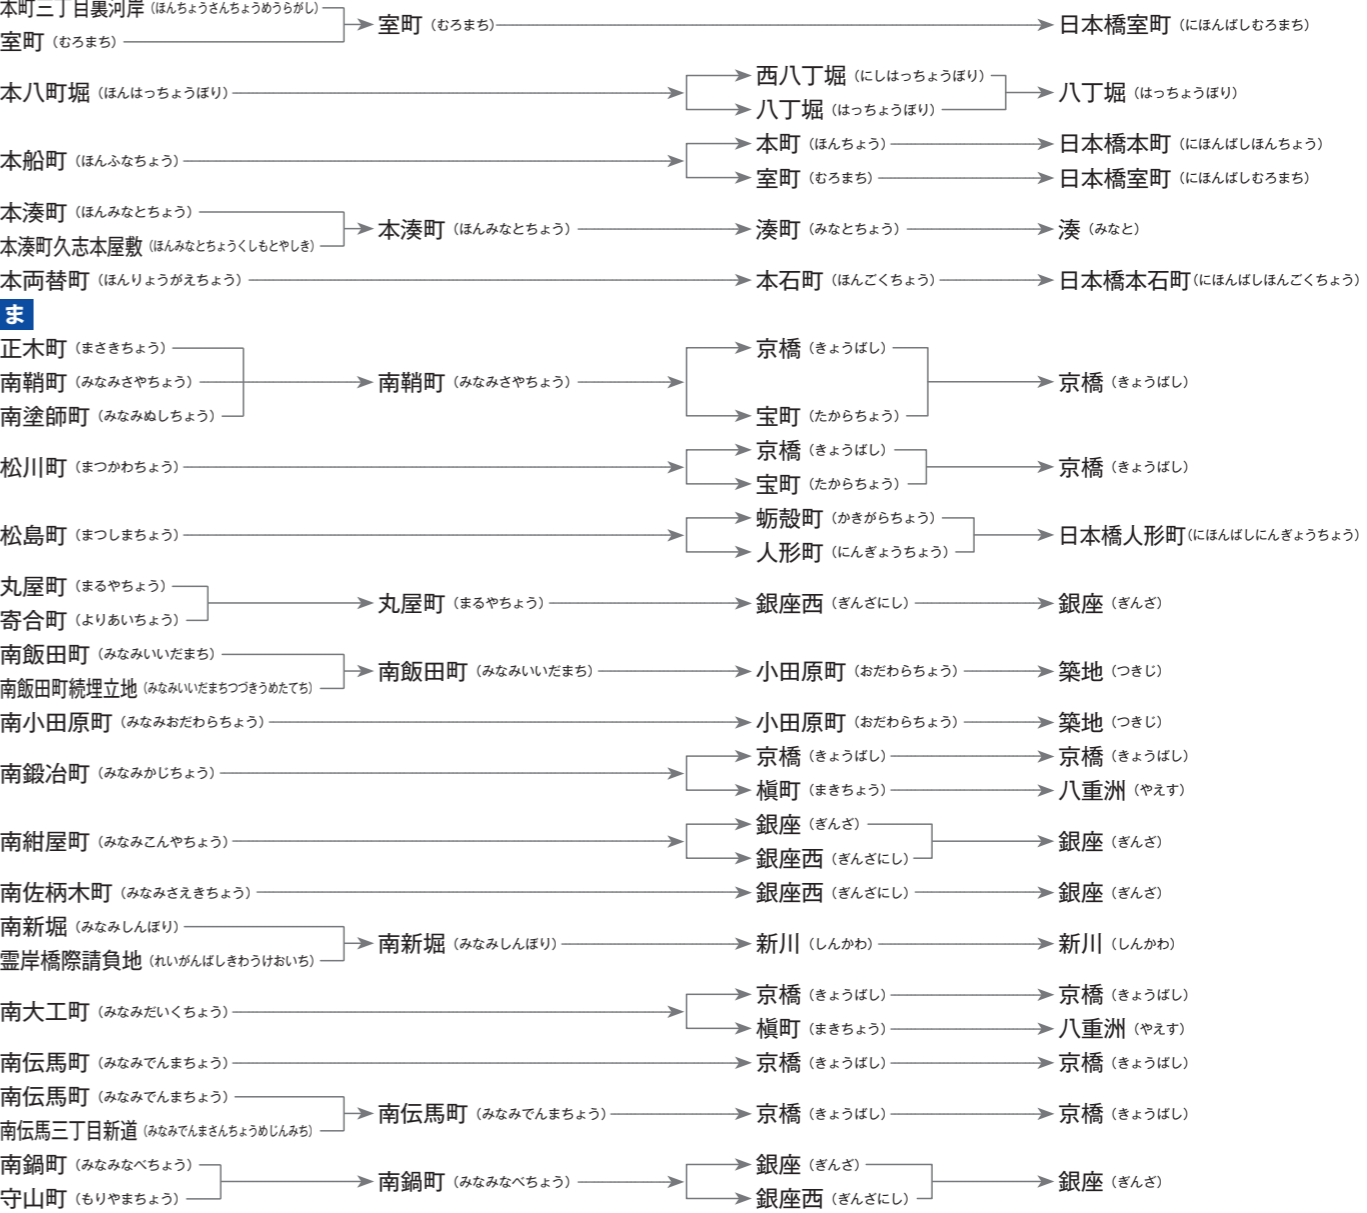 本町三丁目裏河岸（ほんちょうさんちょうめうらがし）
室町（むろまち） 日本橋室町（にほんばしむろまち）
室町（むろまち）
西八丁堀（にしはっちょうぼり）
本八町堀（ほんはっちょうぼり） 八丁堀（はっちょうぼり）
八丁堀（はっちょうぼり）
本町（ほんちょう） 日本橋本町（にほんばしほんちょう）
本船町（ほんふなちょう）
室町（むろまち） 日本橋室町（にほんばしむろまち）
本湊町（ほんみなとちょう）
本湊町（ほんみなとちょう） 湊町（みなとちょう） 湊（みなと）
本湊町久志本屋敷（ほんみなとちょうくしもとやしき）
本両替町（ほんりょうがえちょう） 本石町（ほんごくちょう） 日本橋本石町（にほんばしほんごくちょう）
ま
正木町（まさきちょう） 京橋（きょうばし）
南鞘町（みなみさやちょう） 南鞘町（みなみさやちょう） 京橋（きょうばし）
南塗師町（みなみぬしちょう） 宝町（たからちょう）
京橋（きょうばし）
松川町（まつかわちょう） 京橋（きょうばし）
宝町（たからちょう）
蛎殻町（かきがらちょう）
松島町（まつしまちょう） 日本橋人形町（にほんばしにんぎょうちょう）
人形町（にんぎょうちょう）
丸屋町（まるやちょう）
丸屋町（まるやちょう） 銀座西（ぎんざにし） 銀座（ぎんざ）
寄合町（よりあいちょう）
南飯田町（みなみいいだまち）
南飯田町（みなみいいだまち） 小田原町（おだわらちょう） 築地（つきじ）
南飯田町続埋立地（みなみいいだまちつづきうめたてち）
南小田原町（みなみおだわらちょう） 小田原町（おだわらちょう） 築地（つきじ）
京橋（きょうばし） 京橋（きょうばし）
南鍛冶町（みなみかじちょう）
槇町（まきちょう） 八重洲（やえす）
銀座（ぎんざ）
南紺屋町（みなみこんやちょう） 銀座（ぎんざ）
銀座西（ぎんざにし）
南佐柄木町（みなみさえきちょう） 銀座西（ぎんざにし） 銀座（ぎんざ）
南新堀（みなみしんぼり）
南新堀（みなみしんぼり） 新川（しんかわ） 新川（しんかわ）
霊岸橋際請負地（れいがんばしきわうけおいち）
京橋（きょうばし） 京橋（きょうばし）
南大工町（みなみだいくちょう）
槇町（まきちょう） 八重洲（やえす）
南伝馬町（みなみでんまちょう） 京橋（きょうばし） 京橋（きょうばし）
南伝馬町（みなみでんまちょう）
南伝馬町（みなみでんまちょう） 京橋（きょうばし） 京橋（きょうばし）
南伝馬三丁目新道（みなみでんまさんちょうめじんみち）
南鍋町（みなみなべちょう） 銀座（ぎんざ）
南鍋町（みなみなべちょう） 銀座（ぎんざ）
守山町（もりやまちょう） 銀座西（ぎんざにし）